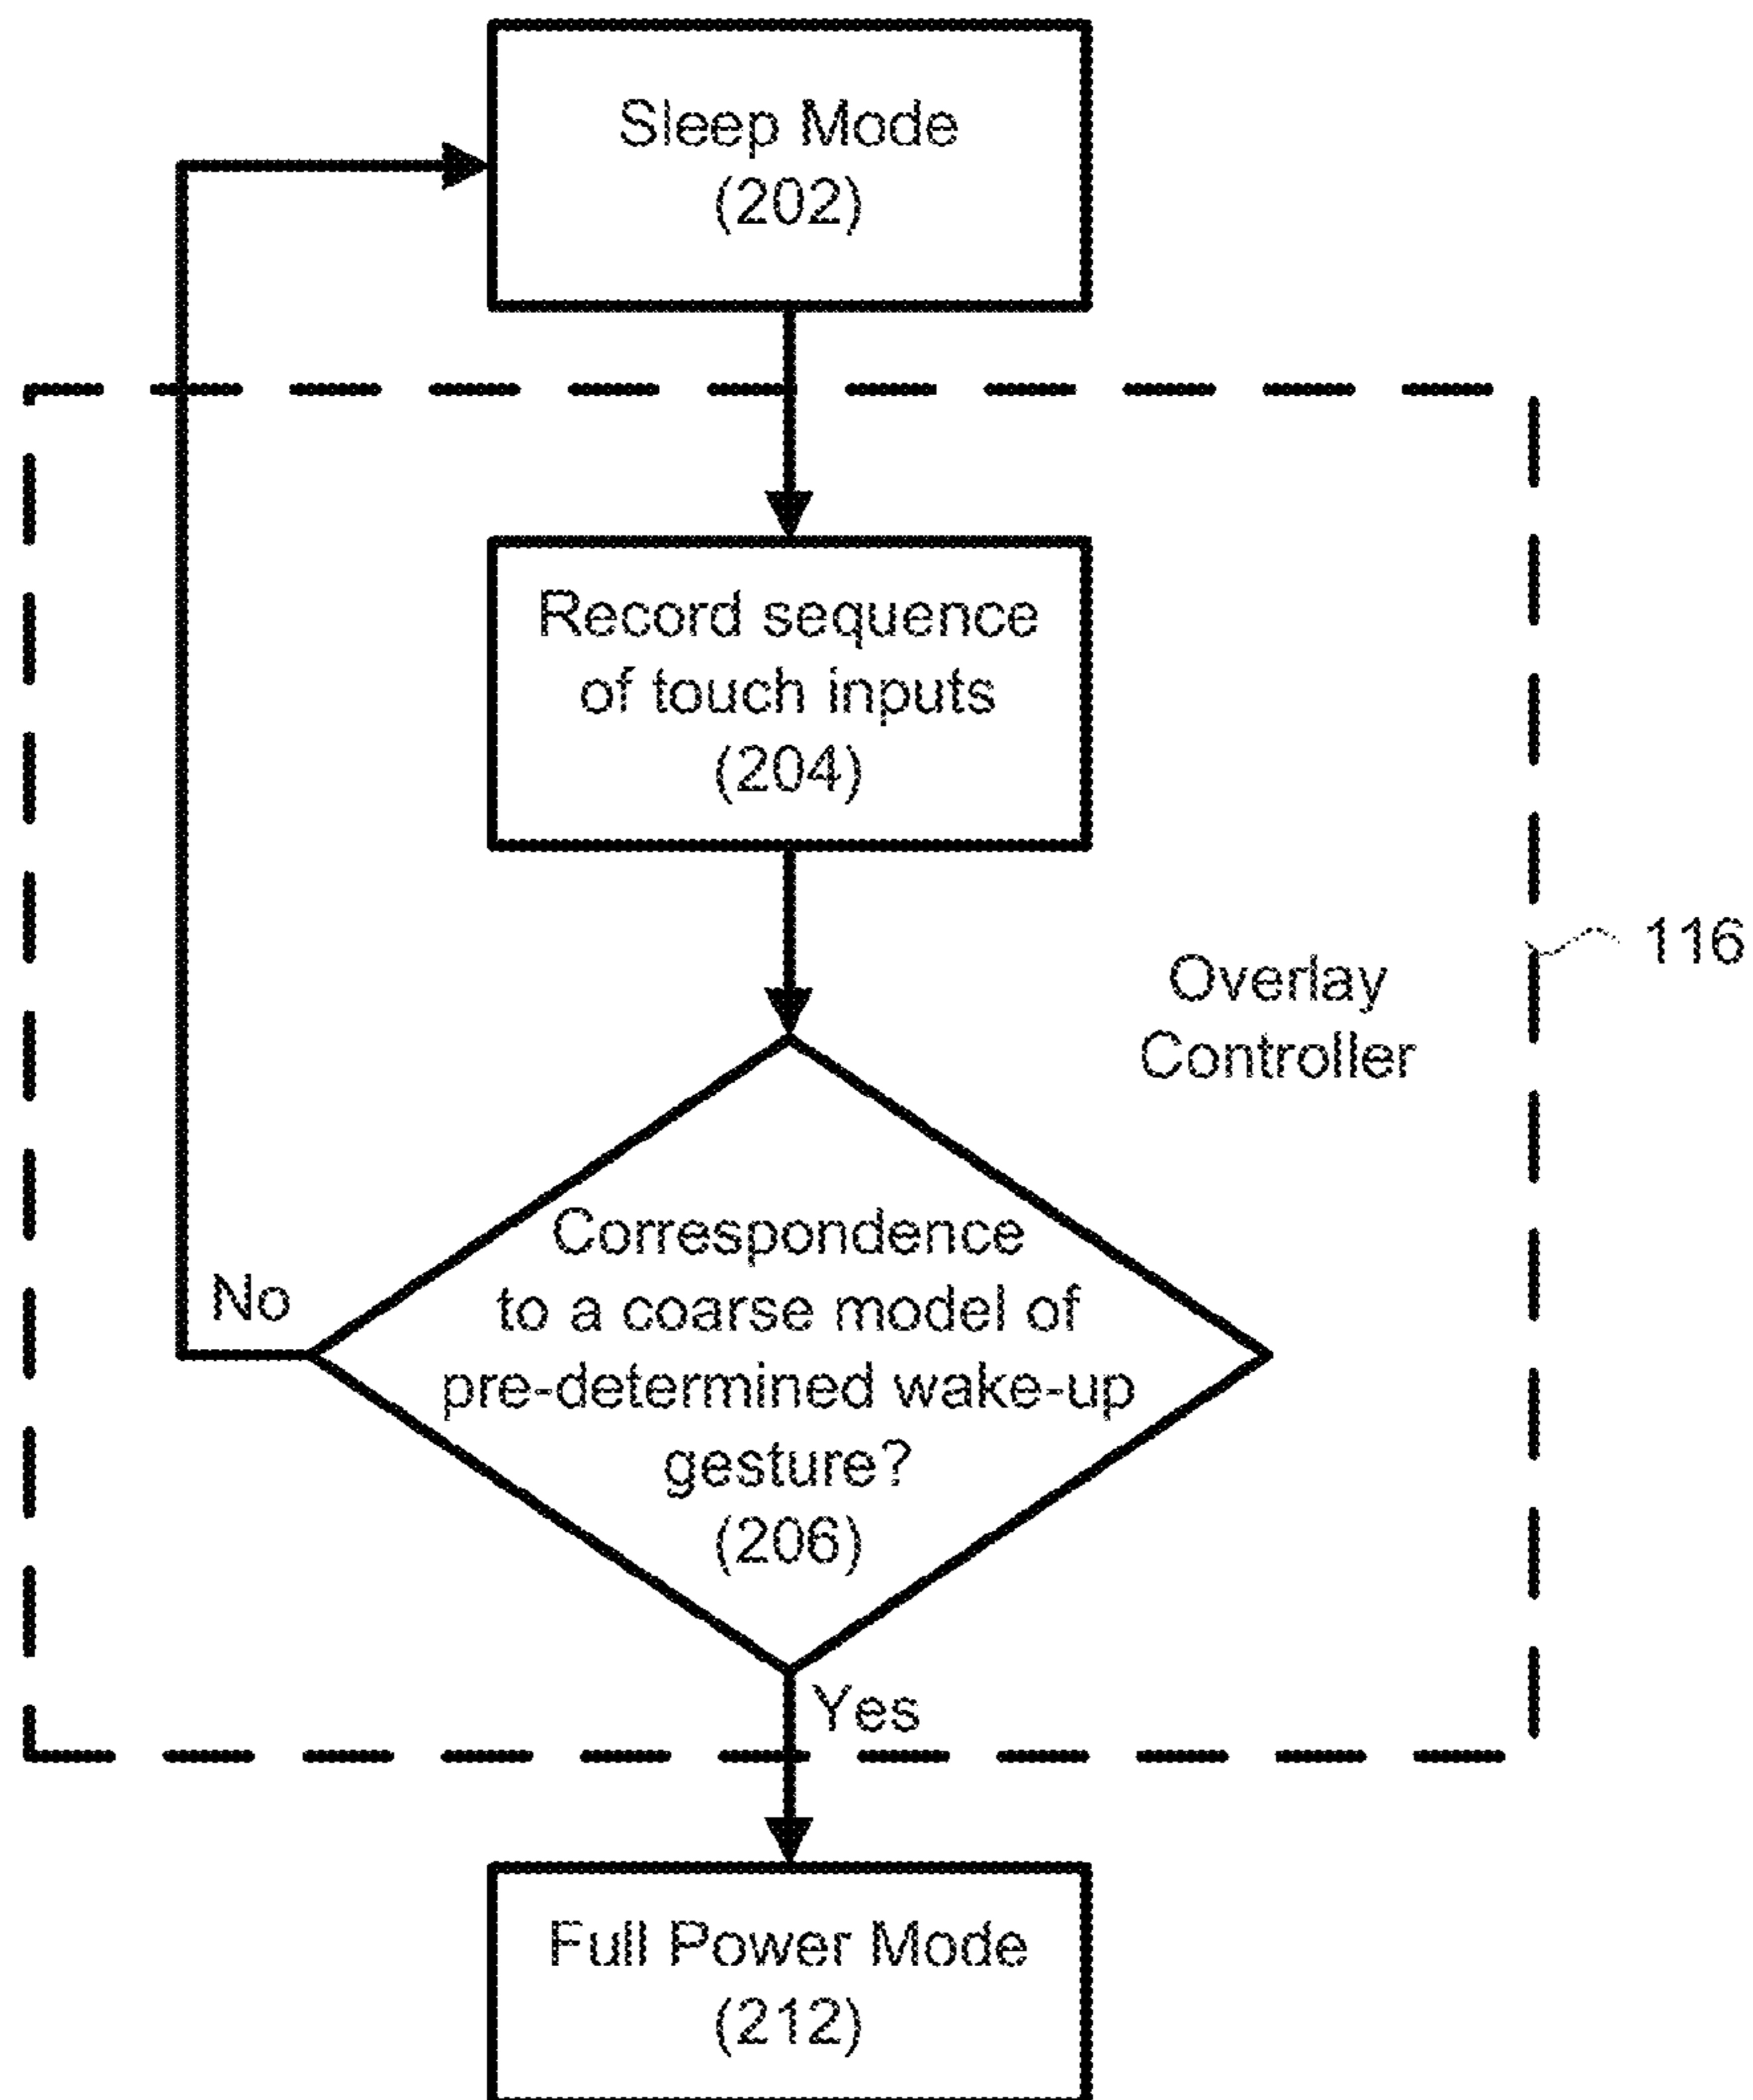 Sleep Mode
(202)
Record sequence
of touch inputs
(204)
116
Overlay
Controller
Correspondence
to a coarse model of
pre-determined wake-up
gesture?
(206)
No
Yes
Full Power Mode
(212)